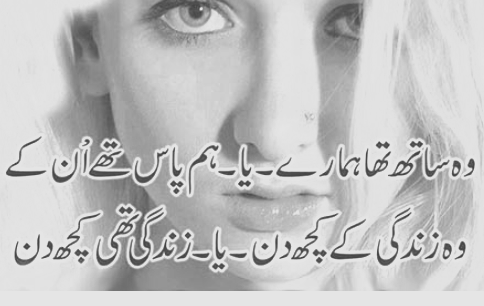 وہ ساتھ تھا ہمارے۔یا۔ہم پاس تھے اُن کے
وہ زندگی کے کچھ دن۔یا۔زندگی تھی کچھ دن